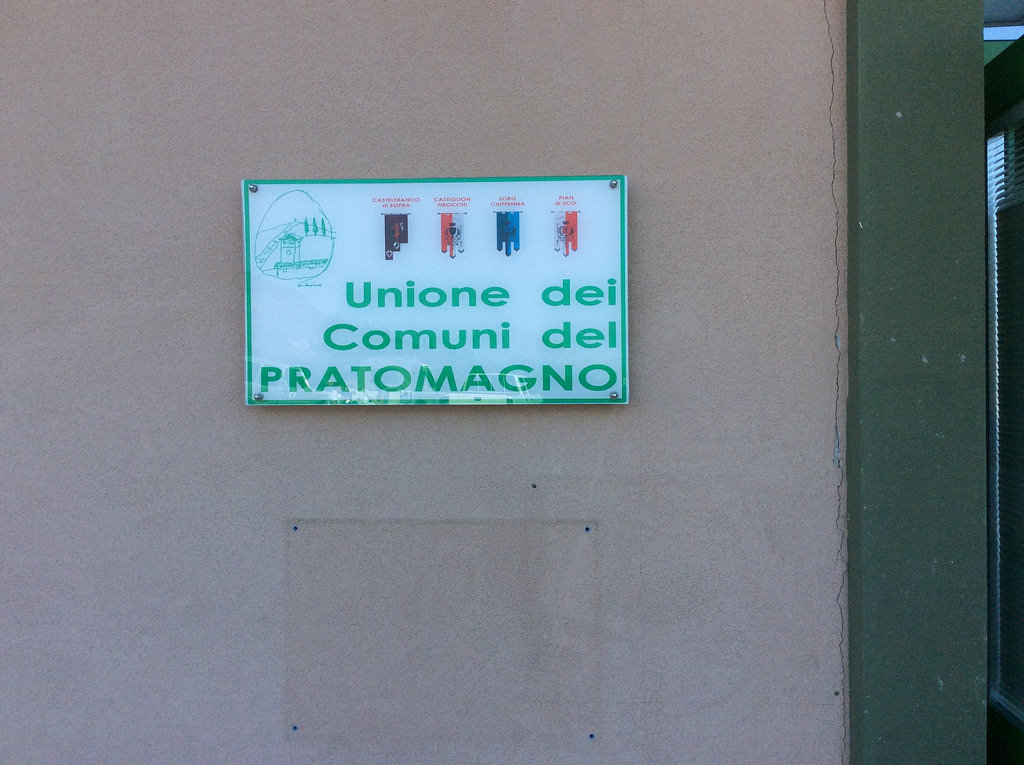 CASTELFRANCO
di SOPRA
CASTIGLION
FIBOCCHI
LORO
CIUFFENNA
PIAN
di SCO'
Unione dei
Comuni del
PRATOMAGNO